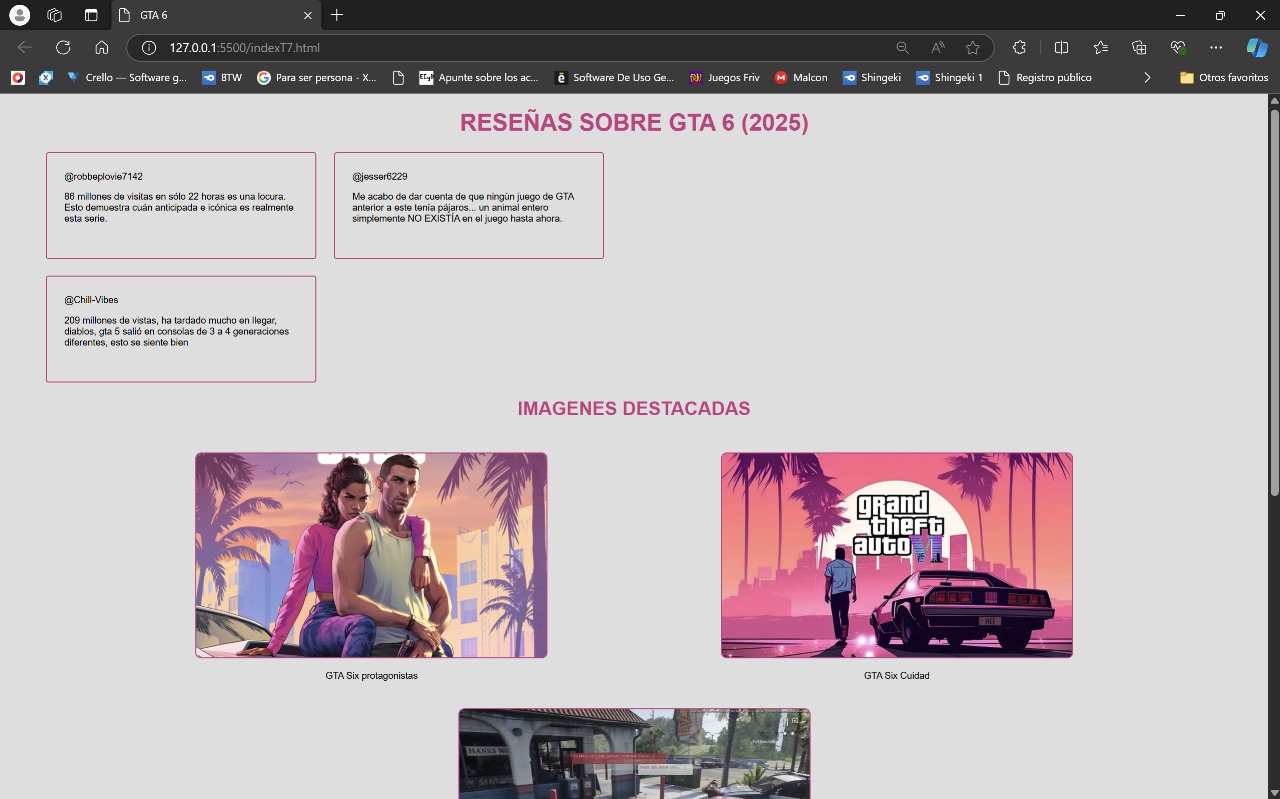 GTA 6
127.0.0.1:5500/indexT7.html
Crello — Software g...
BTW
Para ser persona - X...
Apunte sobre los ac...
Software De Uso Ge...
Juegos Friv
Malcon
Shingeki
Shingeki 1
Registro público
Otros favoritos
RESEÑAS SOBRE GTA 6 (2025)
@robbeplovie7142
86 millones de visitas en sólo 22 horas es una locura.
Esto demuestra cuán anticipada e icónica es realmente
esta serie.
@jesser6229
Me acabo de dar cuenta de que ningún juego de GTA
anterior a este tenía pájaros... un animal entero
simplemente NO EXISTÍA en el juego hasta ahora.
@Chill-Vibes
209 millones de vistas, ha tardado mucho en llegar,
diablos, gta 5 salió en consolas de 3 a 4 generaciones
diferentes, esto se siente bien
IMAGENES DESTACADAS
grand
theft
auto VI
VICE
GTA Six protagonistas
GTA Six Cuidad
HANK'S WA
60